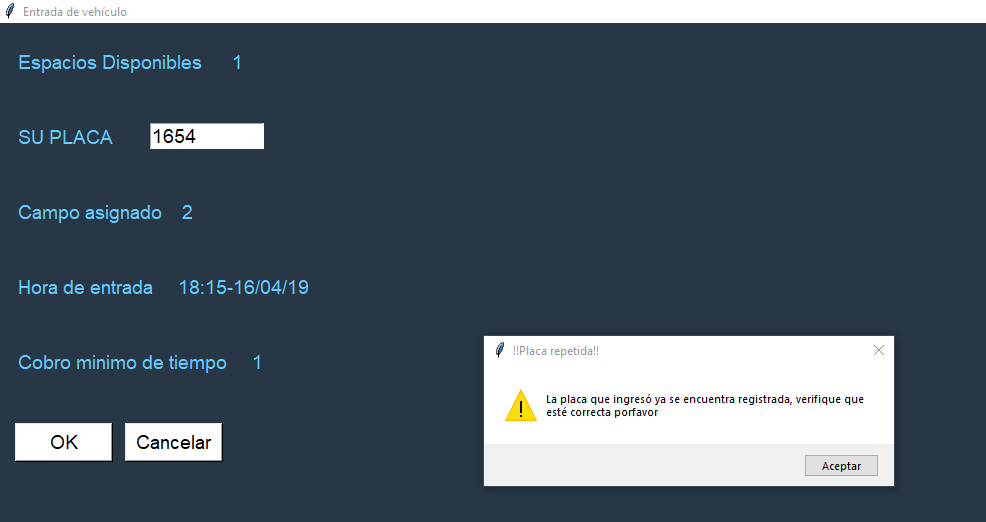 Entrada de vehículo
Espacios Disponibles 1
SU PLACA 1654
Campo asignado 2
Hora de entrada 18:15-16/04/19
Cobro minimo de tiempo 1
OK Cancelar
!!Placa repetida!!
La placa que ingresó ya se encuentra registrada, verifique que
esté correcta porfavor
Aceptar